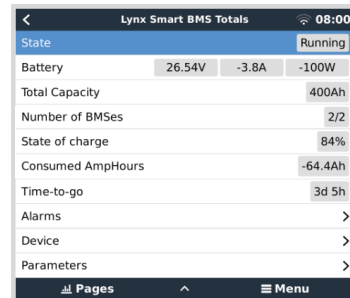 Lynx Smart BMS Totals 08:00
State Running
Battery 26.54V -3.8A -100W
Total Capacity 400Ah
Number of BMSes 2/2
State of charge 84%
Consumed AmpHours -64.4Ah
Time-to-go 3d 5h
Alarms
Device
Parameters
Pages Menu